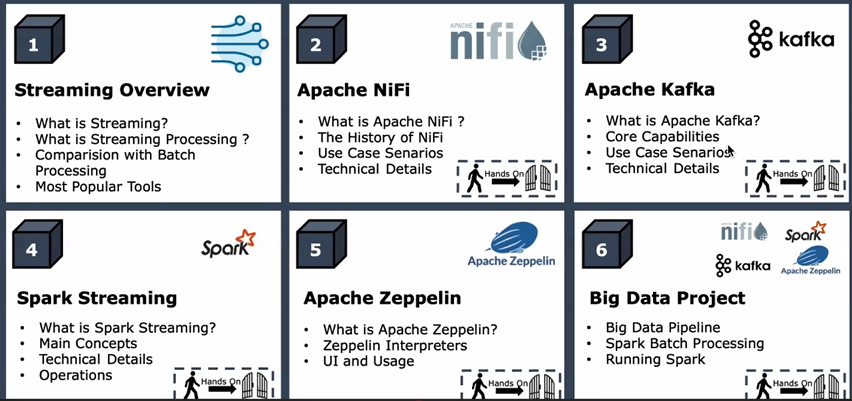 1
Streaming Overview
• What is Streaming?
• What is Streaming Processing ?
• Comparision with Batch
Processing
• Most Popular Tools
2
APACHE
nifi
Apache NiFi
• What is Apache NiFi ?
• The History of NiFi
• Use Case Senarios
• Technical Details
Hands On
3
kafka
Apache Kafka
• What is Apache Kafka?
• Core Capabilities
• Use Case Senarios
• Technical Details
Hands On
4
Spark
Spark Streaming
• What is Spark Streaming?
• Main Concepts
• Technical Details
• Operations
Hands On
5
Apache Zeppelin
Apache Zeppelin
• What is Apache Zeppelin?
• Zeppelin Interpreters
• UI and Usage
Hands On
6
nifi
Spark
kafka
Apache Zeppelin
Big Data Project
• Big Data Pipeline
• Spark Batch Processing
• Running Spark
Hands On